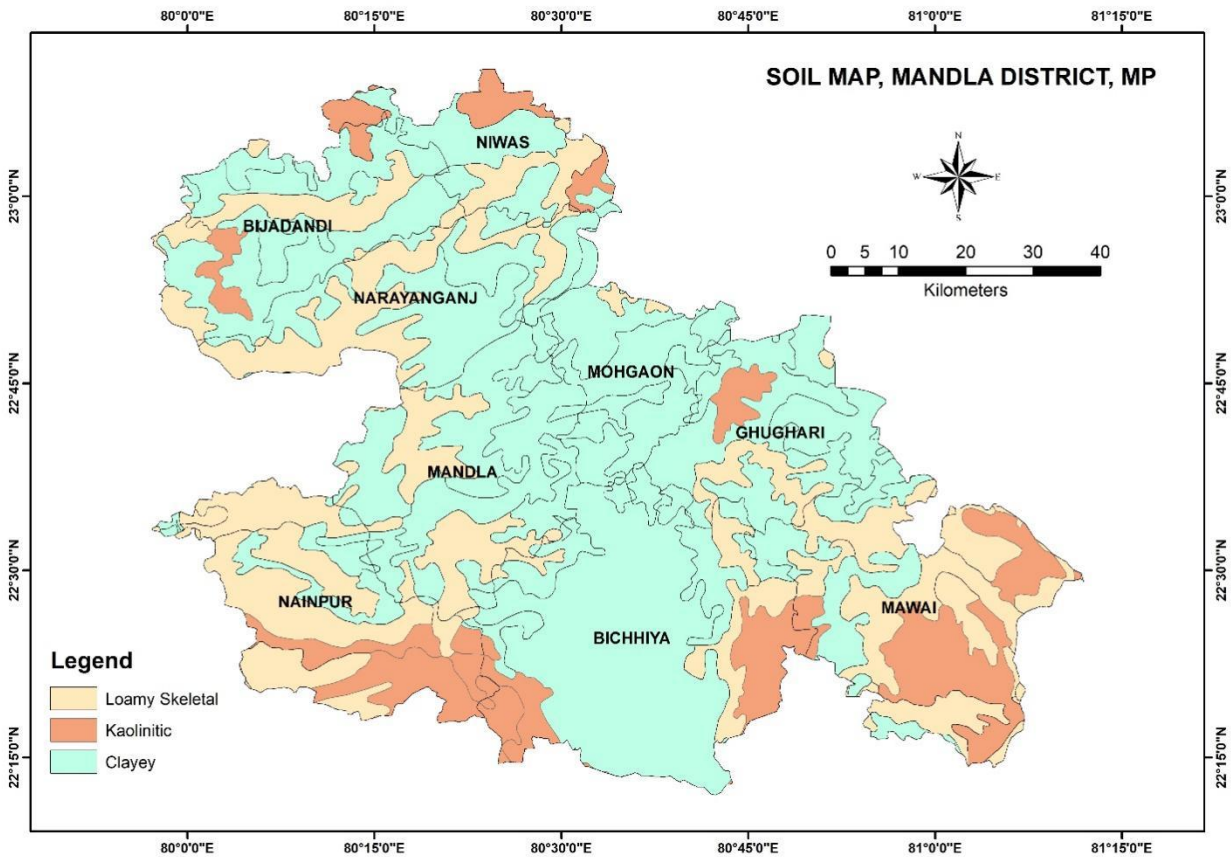 80°0'0"E 80°15'0"E 80°30'0"E 80°45'0"E 81°0'0"E 81°15'0"E
SOIL MAP, MANDLA DISTRICT, MP
N
W E
S
NIWAS
23°0'0"N 23°0'0"N
BIJADANDI
0 5 10 20 30 40
Kilometers
NARAYANGANJ
MOHGAON
22°45'0"N 22°45'0"N
GHUGHARI
MANDLA
22°30'0"N 22°30'0"N
NAINPUR
MAWAI
BICHHIYA
Legend
Loamy Skeletal
Kaolinitic
Clayey
22°15'0"N 22°15'0"N
80°0'0"E 80°15'0"E 80°30'0"E 80°45'0"E 81°0'0"E 81°15'0"E